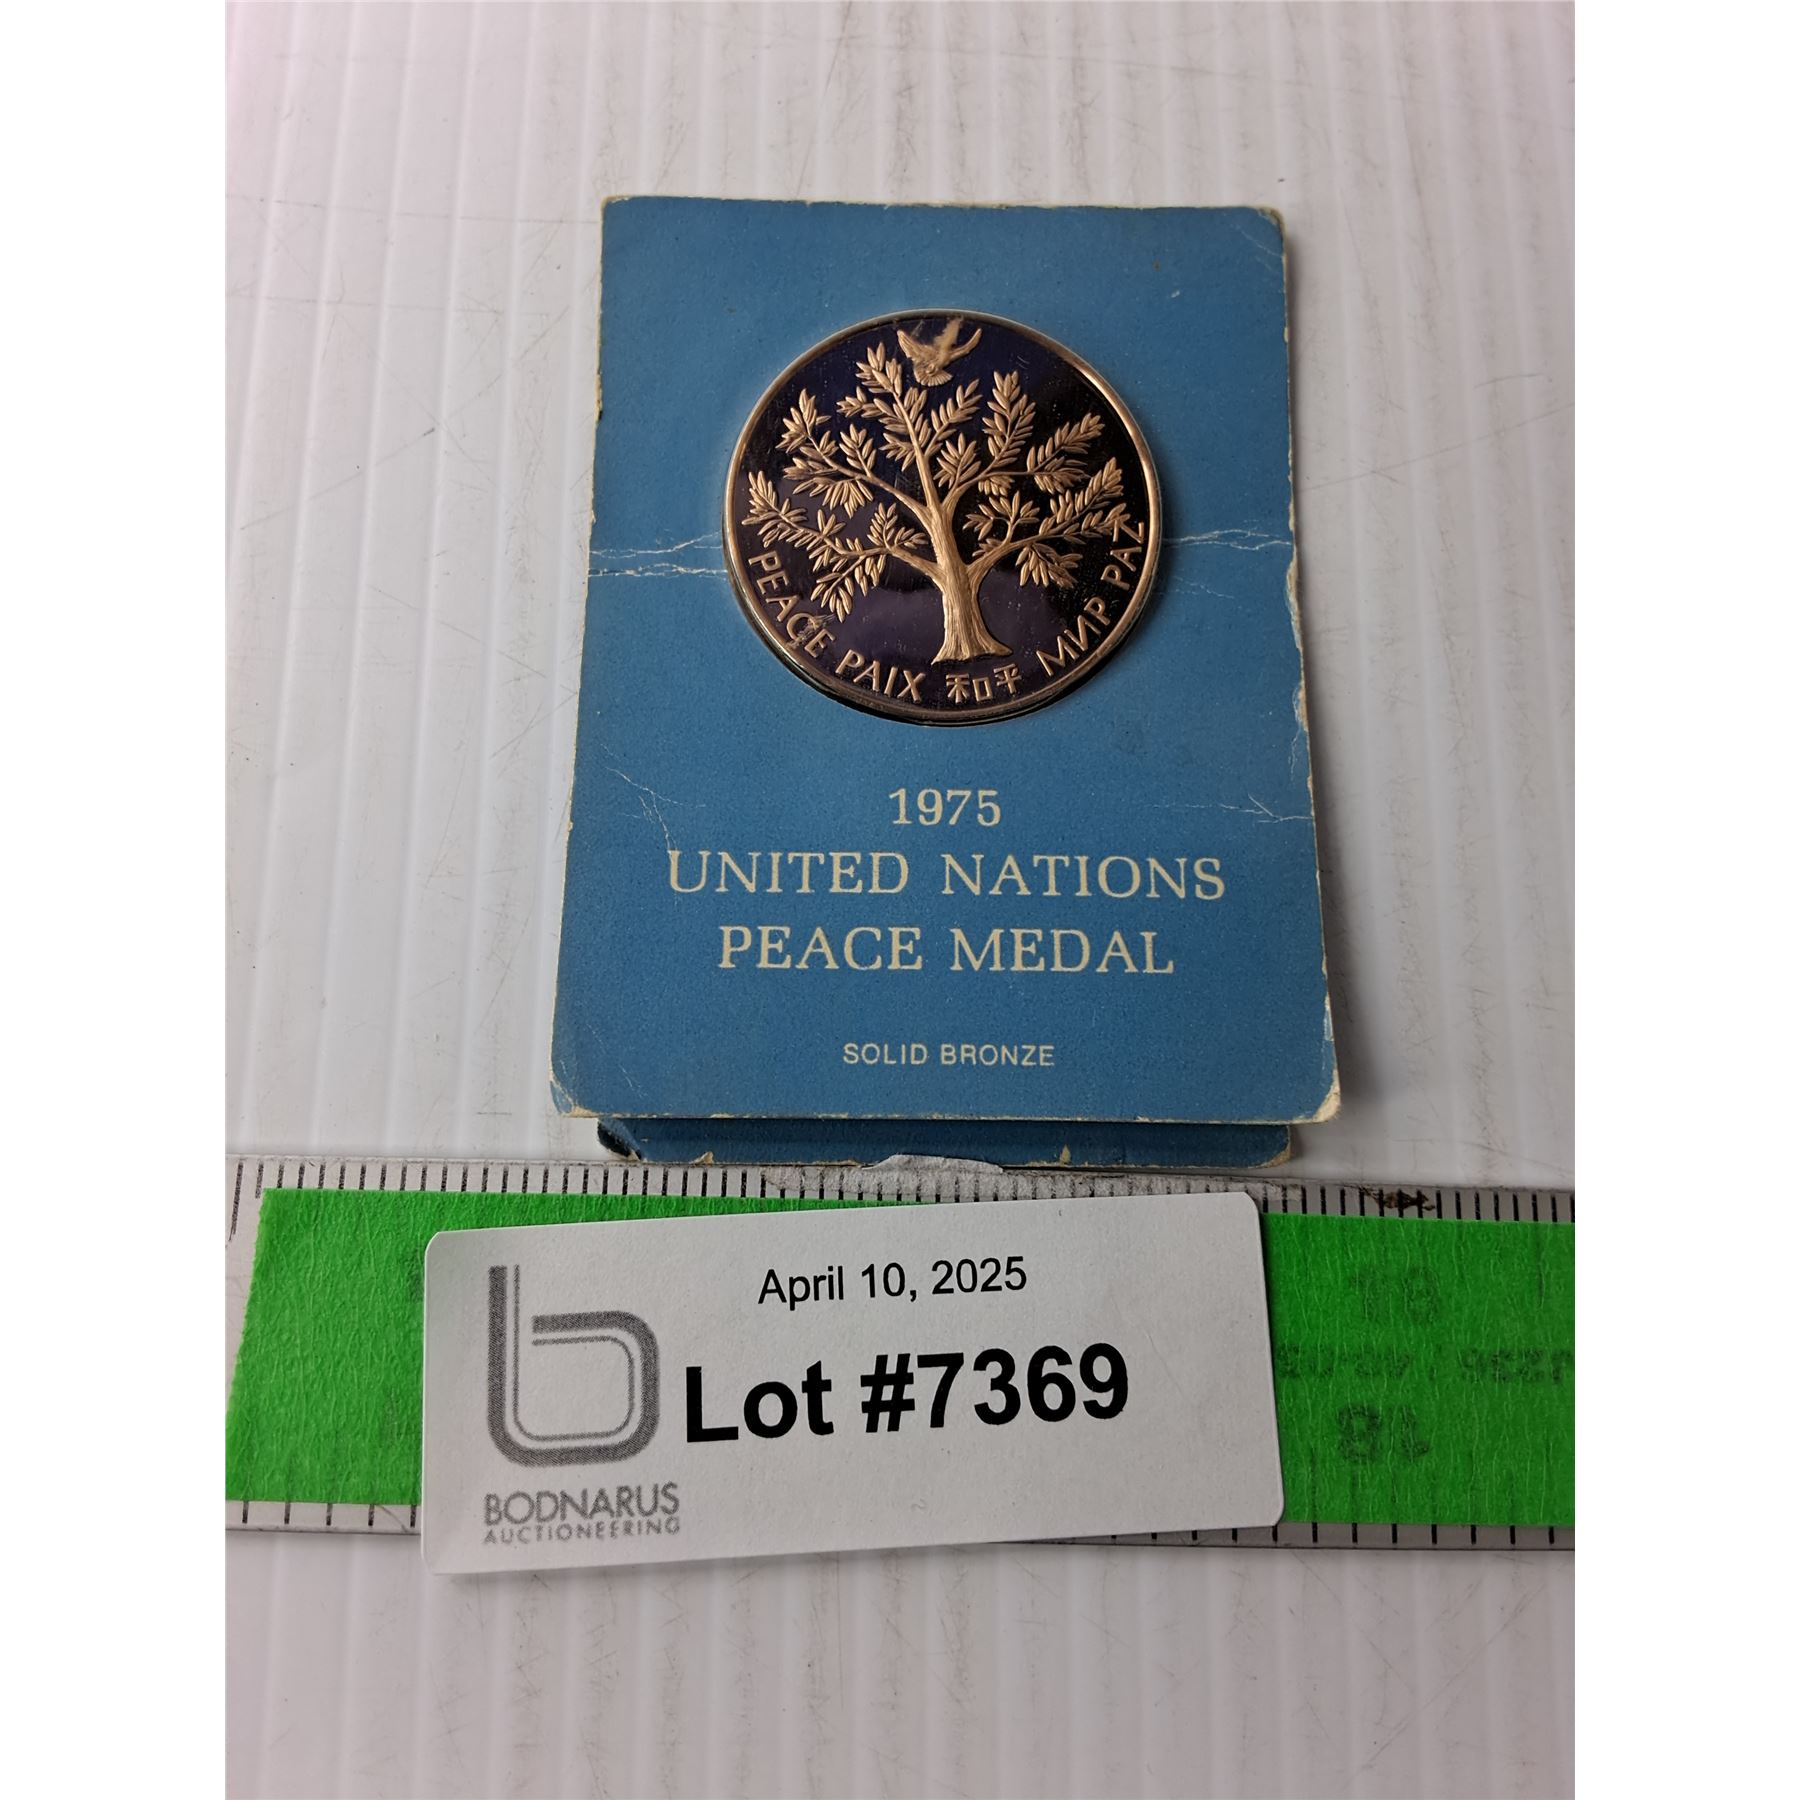 PEACE PAIX 和平 МИР PAZ
1975
UNITED NATIONS
PEACE MEDAL
SOLID BRONZE
April 10, 2025
Lot #7369
BODNARUS
AUCTIONEERING